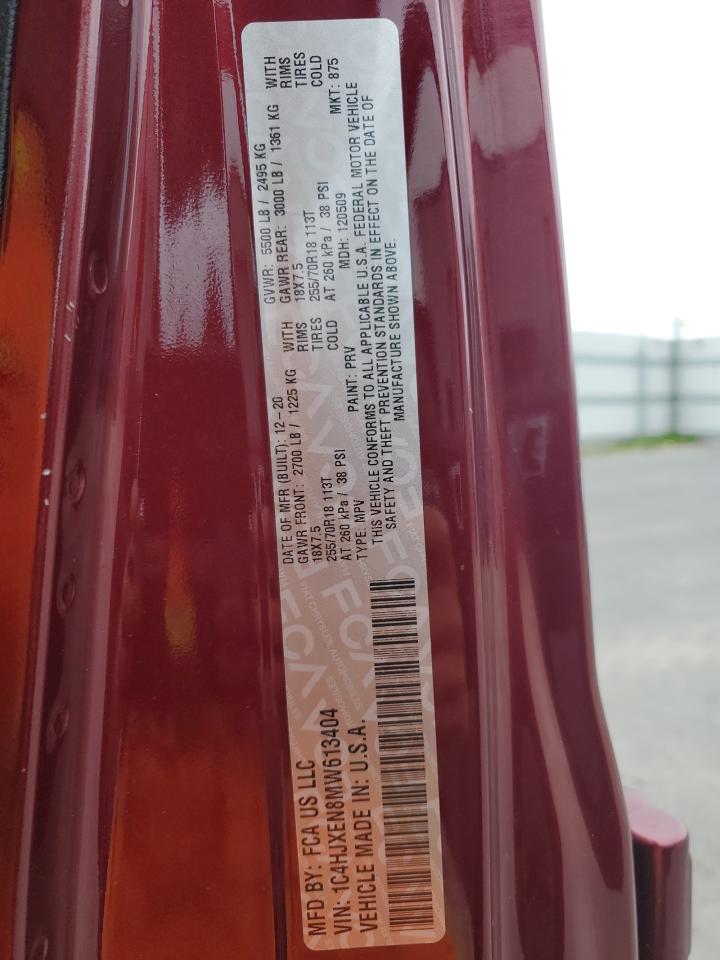 MFD BY: FCA US LLC
VIN: 1C4HJXEN8MW613404
VEHICLE MADE IN: U.S.A.
DATE OF MFR (BUILT): 12-20 GVWR: 5500 LB / 2495 KG
GAWR FRONT: 2700 LB / 1225 KG WITH GAWR REAR: 3000 LB / 1361 KG WITH
18X7.5 RIMS 18X7.5 RIMS
255/70R18 113T TIRES 255/70R18 113T TIRES
AT 260 kPa / 38 PSI COLD AT 260 kPa / 38 PSI COLD
TYPE: MPV PAINT: PRV MDH: 120509 MKT: 875
THIS VEHICLE CONFORMS TO ALL APPLICABLE U.S.A. FEDERAL MOTOR VEHICLE
SAFETY AND THEFT PREVENTION STANDARDS IN EFFECT ON THE DATE OF
MANUFACTURE SHOWN ABOVE.